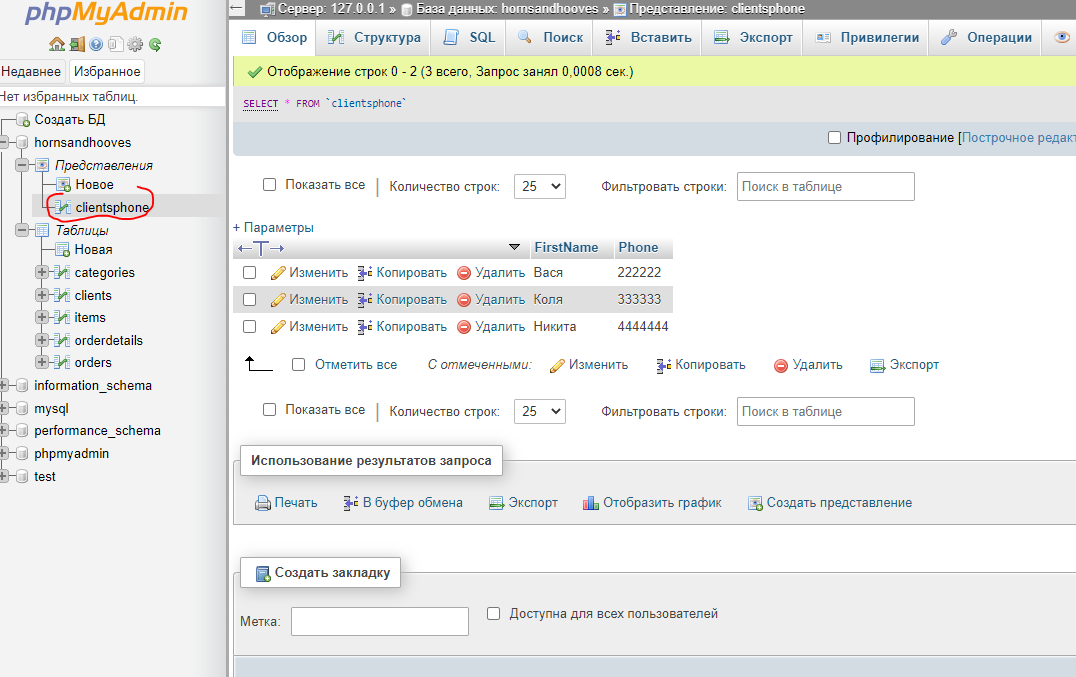 phpMyAdmin
Недавнее Избранное
Нет избранных таблиц.
Создать БД
hornsandhooves
Представления
Новое
clientsphone
Таблицы
Новая
categories
clients
items
orderdetails
orders
information_schema
mysql
performance_schema
phpmyadmin
test
Сервер: 127.0.0.1 » База данных: hornsandhooves » Представление: clientsphone
Обзор Структура SQL Поиск Вставить Экспорт Привилегии Операции
Отображение строк 0 - 2 (3 всего, Запрос занял 0,0008 сек.)
SELECT * FROM `clientsphone`
Профилирование [Построчное редакт
Показать все | Количество строк: 25 Фильтровать строки: Поиск в таблице
+ Параметры
←T→ FirstName Phone
Изменить Копировать Удалить Вася 222222
Изменить Копировать Удалить Коля 333333
Изменить Копировать Удалить Никита 4444444
Отметить все С отмеченными: Изменить Копировать Удалить Экспорт
Показать все | Количество строк: 25 Фильтровать строки: Поиск в таблице
Использование результатов запроса
Печать В буфер обмена Экспорт Отобразить график Создать представление
Создать закладку
Метка: Доступна для всех пользователей